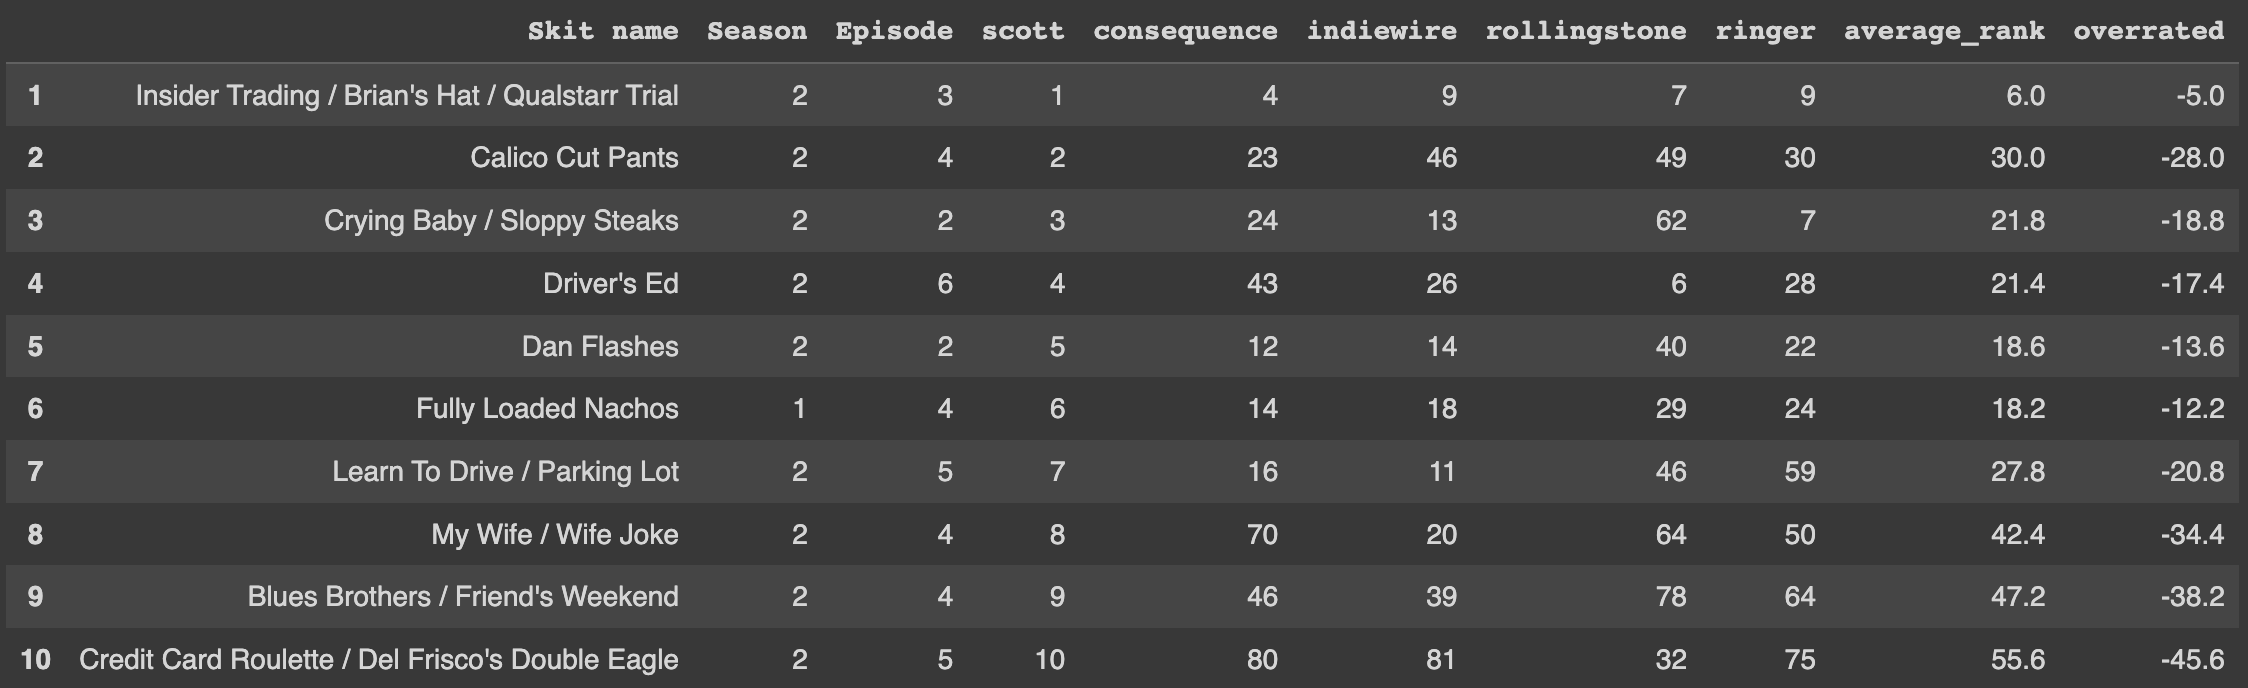 Skit name Season Episode scott consequence indiewire rollingstone ringer average_rank overrated
1 Insider Trading / Brian's Hat / Qualstarr Trial 2 3 1 4 9 7 9 6.0 -5.0
2 Calico Cut Pants 2 4 2 23 46 49 30 30.0 -28.0
3 Crying Baby / Sloppy Steaks 2 2 3 24 13 62 7 21.8 -18.8
4 Driver's Ed 2 6 4 43 26 6 28 21.4 -17.4
5 Dan Flashes 2 2 5 12 14 40 22 18.6 -13.6
6 Fully Loaded Nachos 1 4 6 14 18 29 24 18.2 -12.2
7 Learn To Drive / Parking Lot 2 5 7 16 11 46 59 27.8 -20.8
8 My Wife / Wife Joke 2 4 8 70 20 64 50 42.4 -34.4
9 Blues Brothers / Friend's Weekend 2 4 9 46 39 78 64 47.2 -38.2
10 Credit Card Roulette / Del Frisco's Double Eagle 2 5 10 80 81 32 75 55.6 -45.6